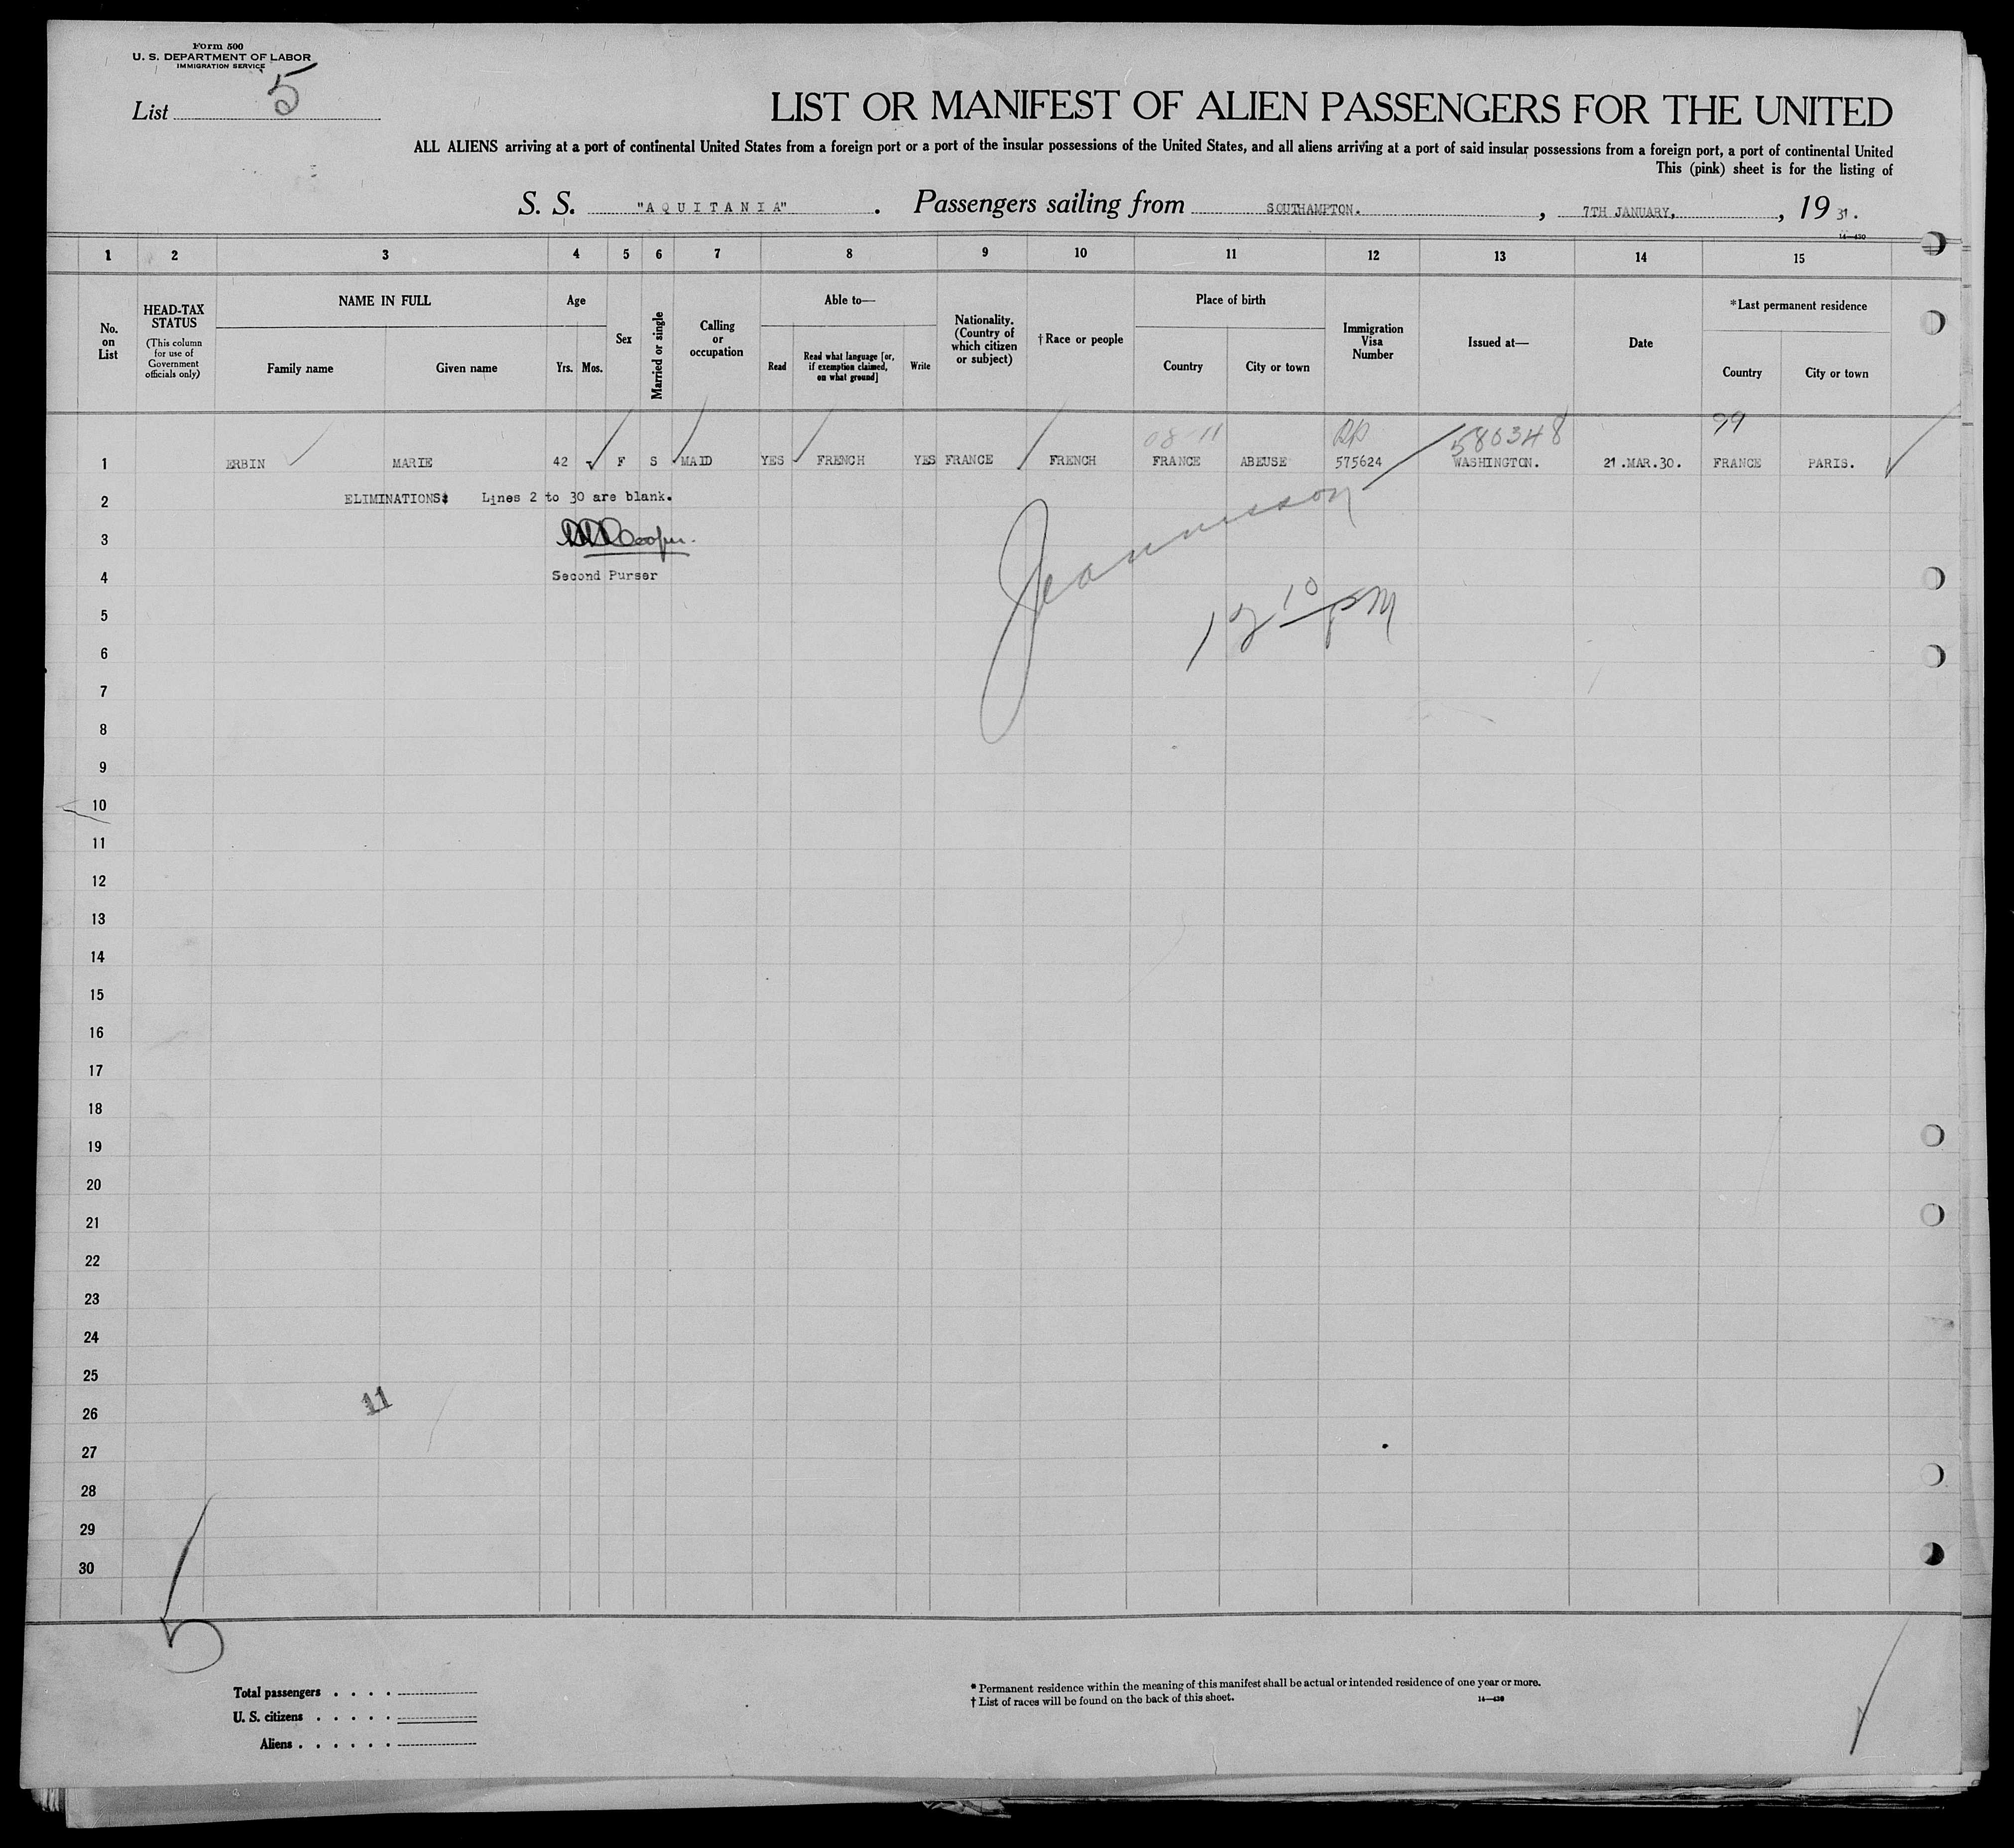 Form 500
U. S. DEPARTMENT OF LABOR
IMMIGRATION SERVICE
List 5
LIST OR MANIFEST OF ALIEN PASSENGERS FOR THE UNITED
ALL ALIENS arriving at a port of continental United States from a foreign port or a port of the insular possessions of the United States, and all aliens arriving at a port of said insular possessions from a foreign port, a port of continental United
This (pink) sheet is for the listing of
S. S. "AQUITANIA". Passengers sailing from SOUTHAMPTON. , 7TH JANUARY, , 19 31.
14—430
1 2 3 4 5 6 7 8 9 10 11 12 13 14 15
No. on List
HEAD-TAX STATUS
(This column for use of Government officials only)
NAME IN FULL
Family name Given name
Age
Yrs. Mos.
Sex
Married or single
Calling or occupation
Able to—
Read
Read what language [or, if exemption claimed, on what ground]
Write
Nationality. (Country of which citizen or subject)
†Race or people
Place of birth
Country City or town
Immigration Visa Number
Issued at—
Date
*Last permanent residence
Country City or town
08-11 RP 580348 99
1 ERBIN MARIE 42 - F S MAID YES FRENCH YES FRANCE FRENCH FRANCE ABEUSE 575624 WASHINGTON. 21.MAR.30. FRANCE PARIS.
2 ELIMINATIONS: Lines 2 to 30 are blank.
3 Cooper.
4 Second Purser
5 12 10 PM
6
7
8
9
10
11
12
13
14
15
16
17
18
19
20
21
22
23
24
25
11
26
27
28
29
30
5
Total passengers . . . .
U. S. citizens . . . . .
Aliens . . . . . .
* Permanent residence within the meaning of this manifest shall be actual or intended residence of one year or more.
† List of races will be found on the back of this sheet. 14—430